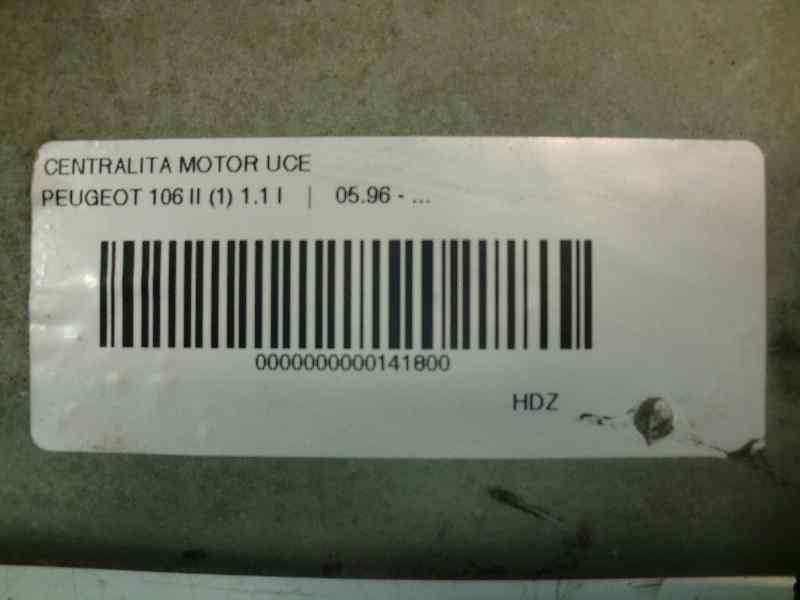 CENTRALITA MOTOR UCE
PEUGEOT 106 II (1) 1.1 I | 05.96 - ...
0000000000141800
HDZ